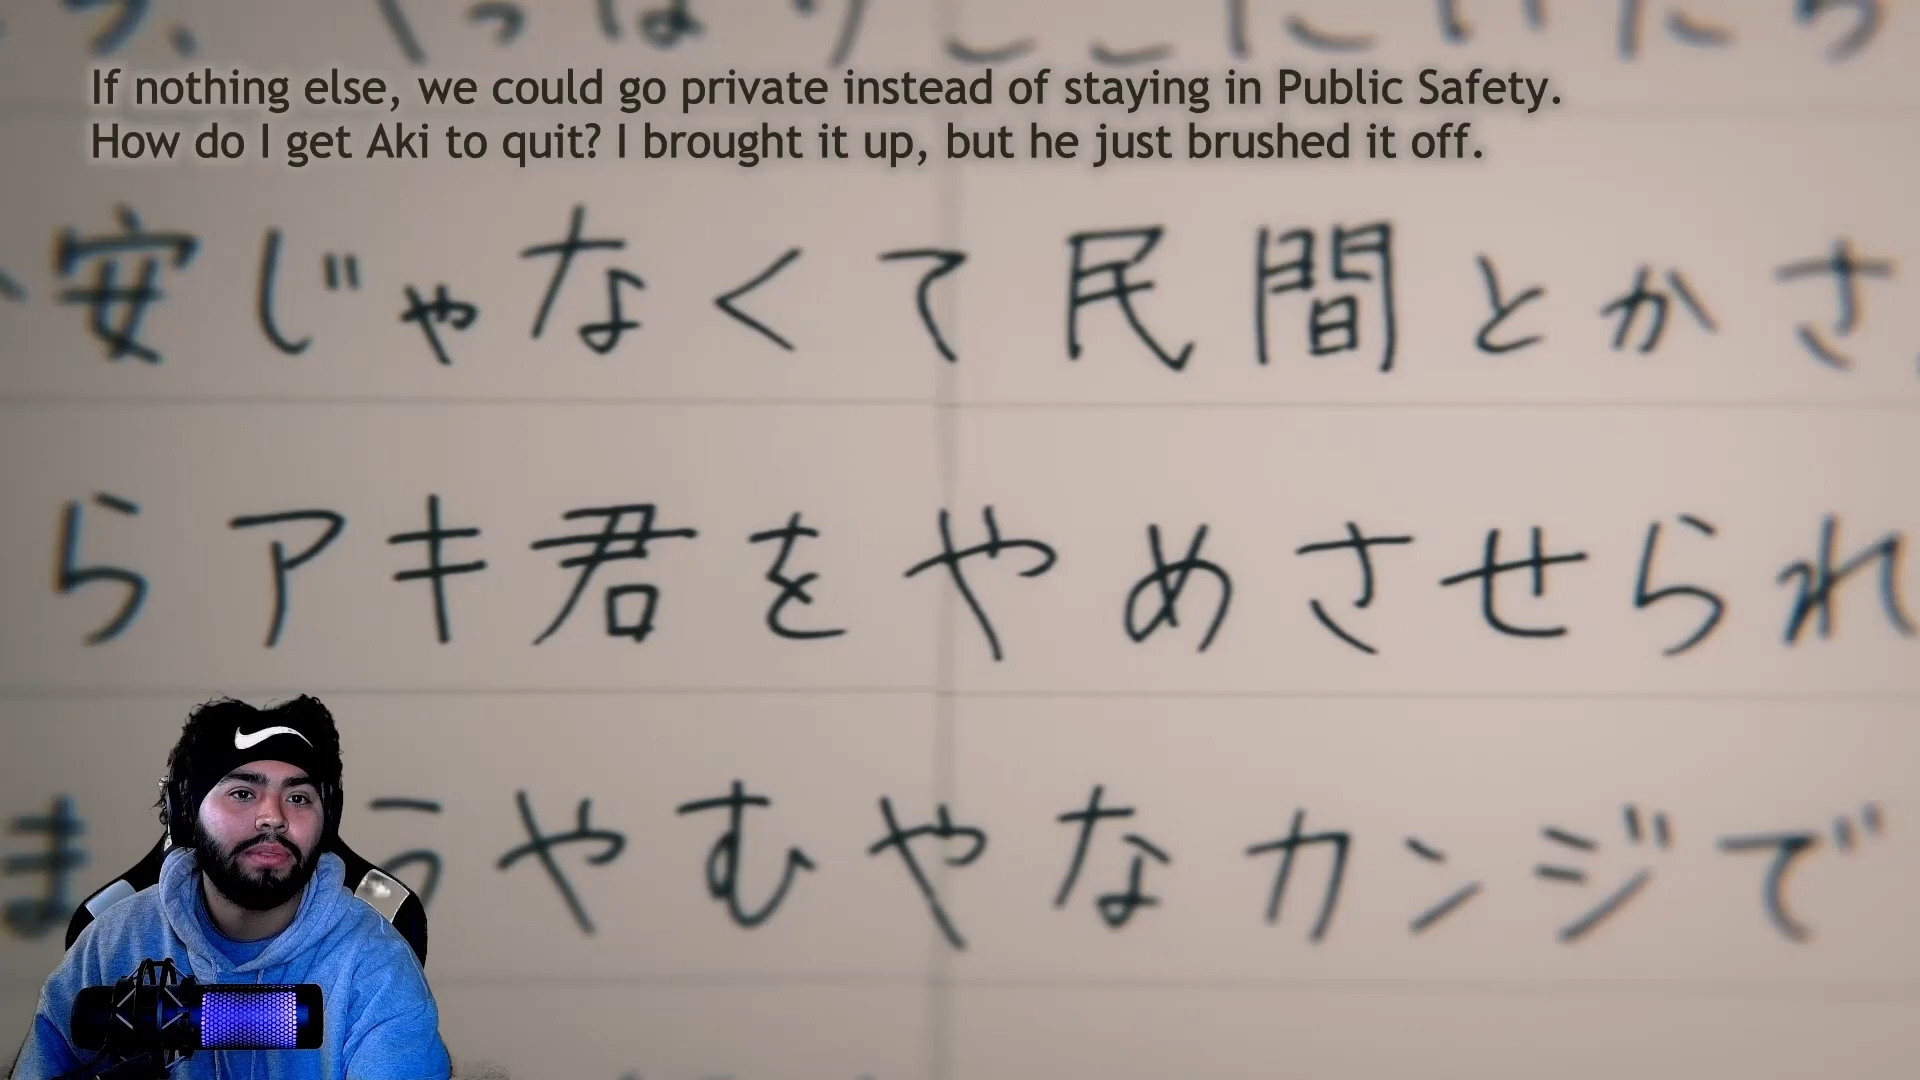 If nothing else, we could go private instead of staying in Public Safety.
How do I get Aki to quit? I brought it up, but he just brushed it off.
安じゃなくて民間とかさ
らアキ君をやめさせられ
ま うやむやなカンジで